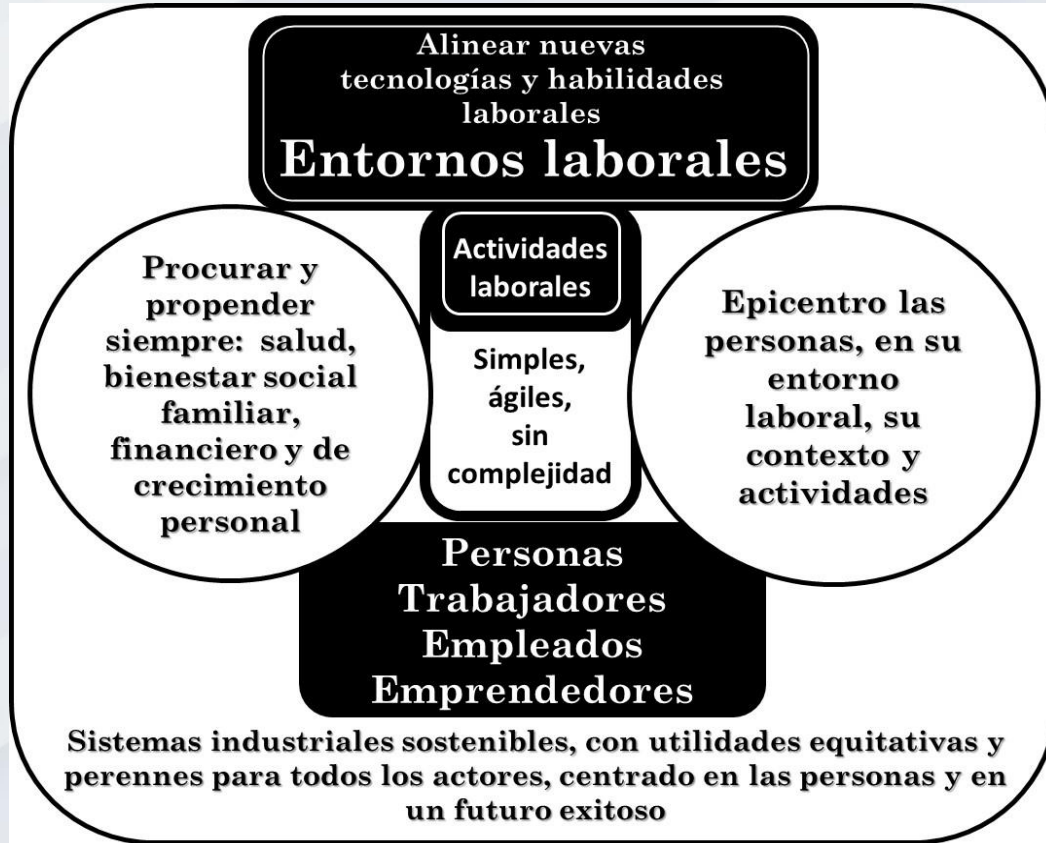 Alinear nuevas
tecnologías y habilidades
laborales
Entornos laborales
Procurar y
propender
siempre: salud,
bienestar social
familiar,
financiero y de
crecimiento
personal
Actividades
laborales
Simples,
ágiles,
sin
complejidad
Epicentro las
personas, en su
entorno
laboral, su
contexto y
actividades
Personas
Trabajadores
Empleados
Emprendedores
Sistemas industriales sostenibles, con utilidades equitativas y
perennes para todos los actores, centrado en las personas y en
un futuro exitoso